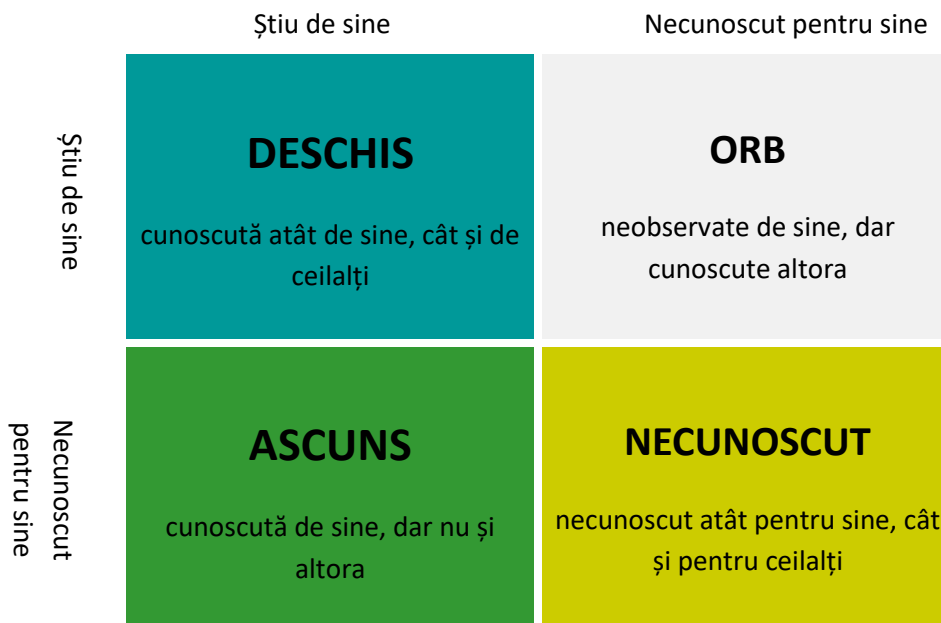 Știu de sine
Necunoscut pentru sine
Știu de sine
DESCHIS
cunoscută atât de sine, cât și de
ceilalți
ORB
neobservate de sine, dar
cunoscute altora
Necunoscut
pentru sine
ASCUNS
cunoscută de sine, dar nu și
altora
NECUNOSCUT
necunoscut atât pentru sine, cât
și pentru ceilalți